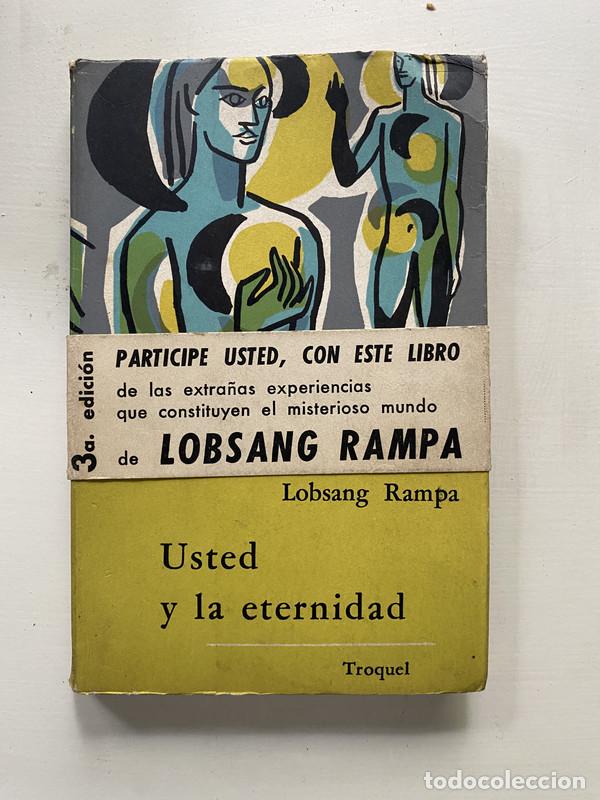 3a. edición
PARTICIPE USTED, CON ESTE LIBRO
de las extrañas experiencias
que constituyen el misterioso mundo
de LOBSANG RAMPA
Lobsang Rampa
Usted
y la eternidad
Troquel
todocoleccion